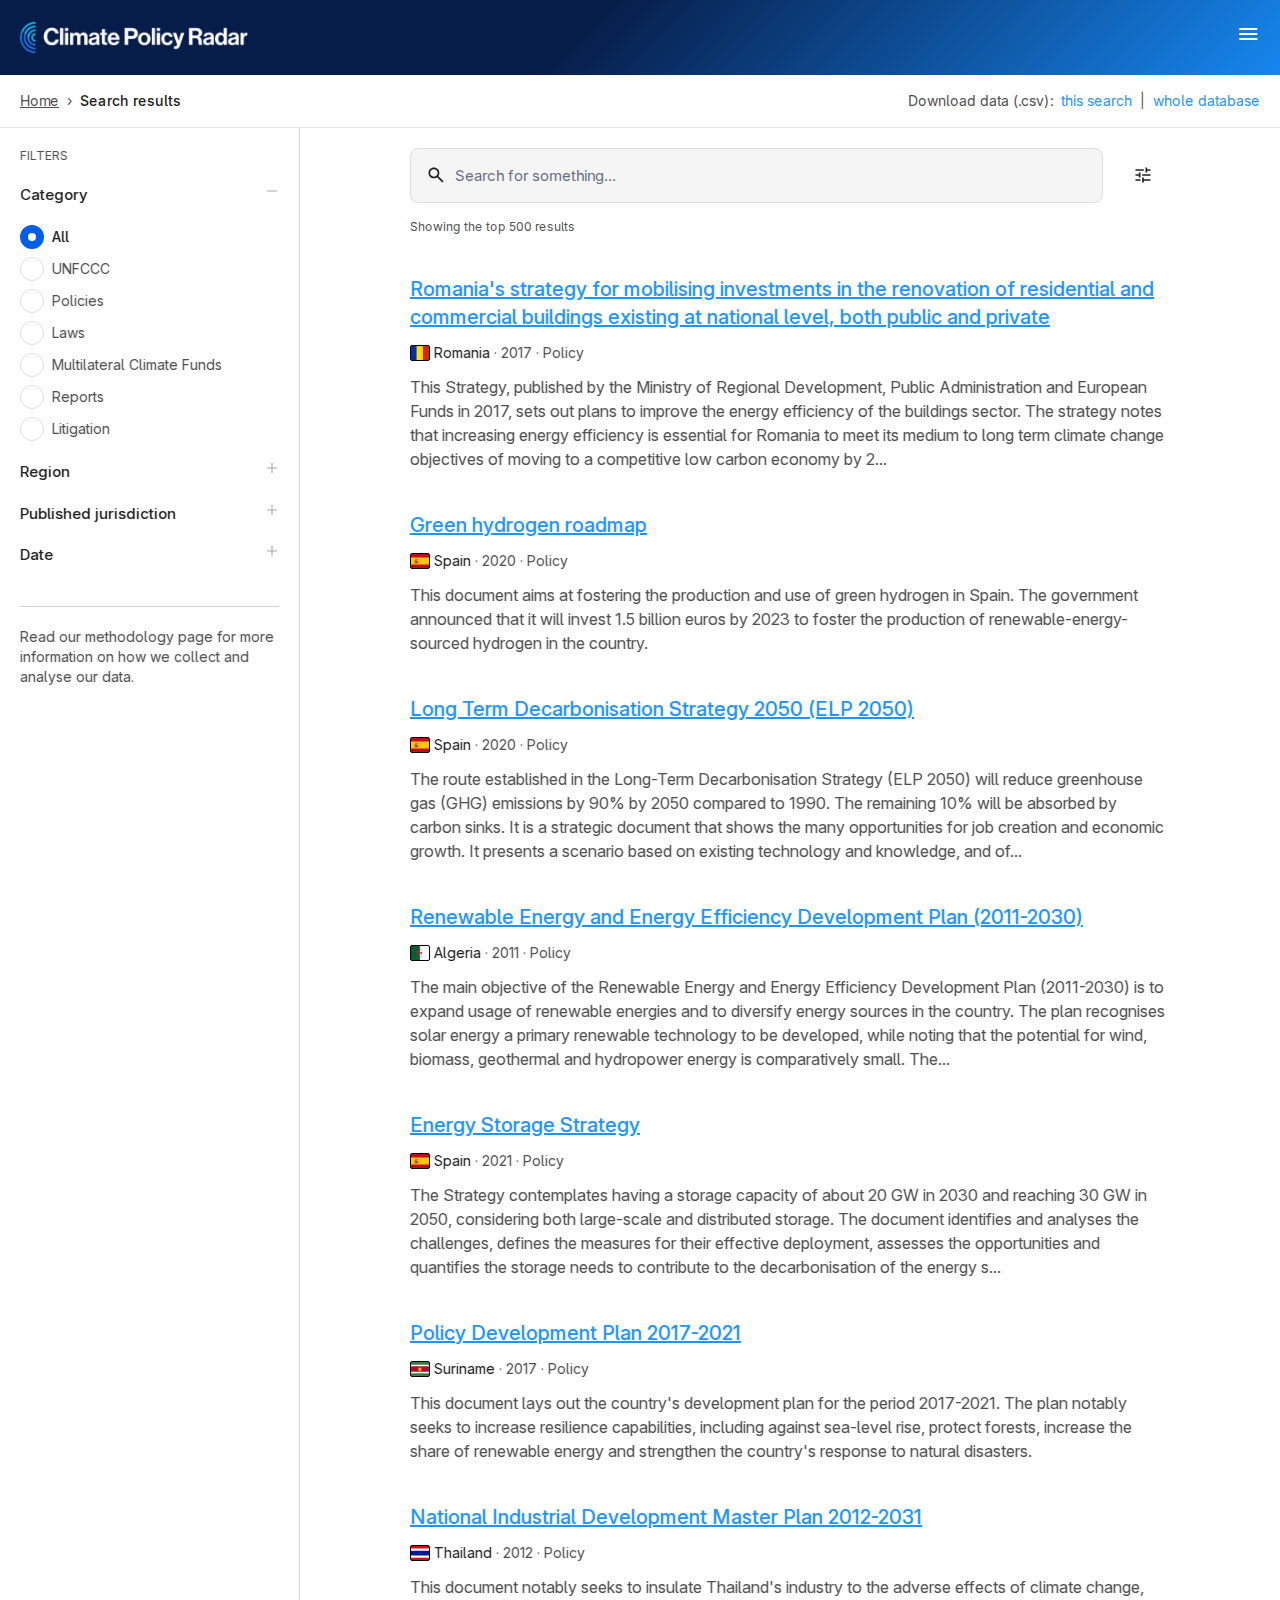 Climate Policy Radar
Home › Search results
Download data (.csv): this search | whole database
FILTERS
Category
All
UNFCCC
Policies
Laws
Multilateral Climate Funds
Reports
Litigation
Region
Published jurisdiction
Date
Read our methodology page for more
information on how we collect and
analyse our data.
Search for something...
Showing the top 500 results
Romania's strategy for mobilising investments in the renovation of residential and
commercial buildings existing at national level, both public and private
Romania · 2017 · Policy
This Strategy, published by the Ministry of Regional Development, Public Administration and European
Funds in 2017, sets out plans to improve the energy efficiency of the buildings sector. The strategy notes
that increasing energy efficiency is essential for Romania to meet its medium to long term climate change
objectives of moving to a competitive low carbon economy by 2...
Green hydrogen roadmap
Spain · 2020 · Policy
This document aims at fostering the production and use of green hydrogen in Spain. The government
announced that it will invest 1.5 billion euros by 2023 to foster the production of renewable-energy-
sourced hydrogen in the country.
Long Term Decarbonisation Strategy 2050 (ELP 2050)
Spain · 2020 · Policy
The route established in the Long-Term Decarbonisation Strategy (ELP 2050) will reduce greenhouse
gas (GHG) emissions by 90% by 2050 compared to 1990. The remaining 10% will be absorbed by
carbon sinks. It is a strategic document that shows the many opportunities for job creation and economic
growth. It presents a scenario based on existing technology and knowledge, and of...
Renewable Energy and Energy Efficiency Development Plan (2011-2030)
Algeria · 2011 · Policy
The main objective of the Renewable Energy and Energy Efficiency Development Plan (2011-2030) is to
expand usage of renewable energies and to diversify energy sources in the country. The plan recognises
solar energy a primary renewable technology to be developed, while noting that the potential for wind,
biomass, geothermal and hydropower energy is comparatively small. The...
Energy Storage Strategy
Spain · 2021 · Policy
The Strategy contemplates having a storage capacity of about 20 GW in 2030 and reaching 30 GW in
2050, considering both large-scale and distributed storage. The document identifies and analyses the
challenges, defines the measures for their effective deployment, assesses the opportunities and
quantifies the storage needs to contribute to the decarbonisation of the energy s...
Policy Development Plan 2017-2021
Suriname · 2017 · Policy
This document lays out the country's development plan for the period 2017-2021. The plan notably
seeks to increase resilience capabilities, including against sea-level rise, protect forests, increase the
share of renewable energy and strengthen the country's response to natural disasters.
National Industrial Development Master Plan 2012-2031
Thailand · 2012 · Policy
This document notably seeks to insulate Thailand's industry to the adverse effects of climate change,